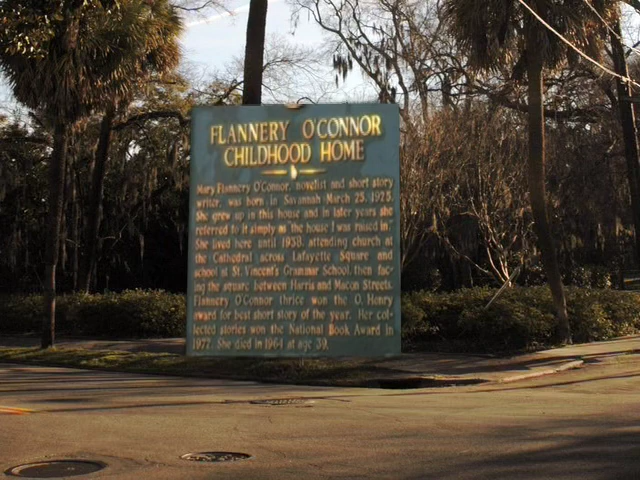 FLANNERY O'CONNOR
CHILDHOOD HOME
Mary Flannery O'Connor, novelist and short story
writer, was born in Savannah March 25, 1925.
She grew up in this house and in later years she
referred to it simply as "the house I was raised in."
She lived here until 1938, attending church at
the Cathedral across Lafayette Square and
school at St. Vincent's Grammar School, then fac-
ing the square between Harris and Macon Streets.
Flannery O'Connor thrice won the O. Henry
award for best short story of the year. Her col-
lected stories won the National Book Award in
1977. She died in 1964 at age 39.